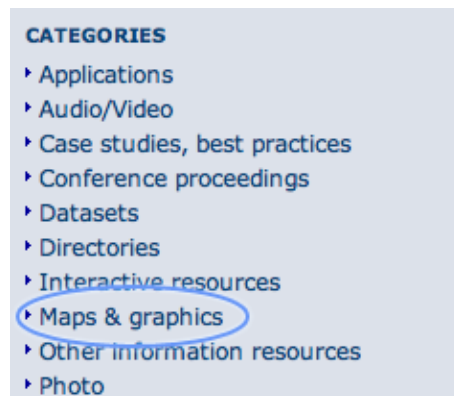 CATEGORIES
Applications
Audio/Video
Case studies, best practices
Conference proceedings
Datasets
Directories
Interactive resources
Maps & graphics
Other information resources
Photo